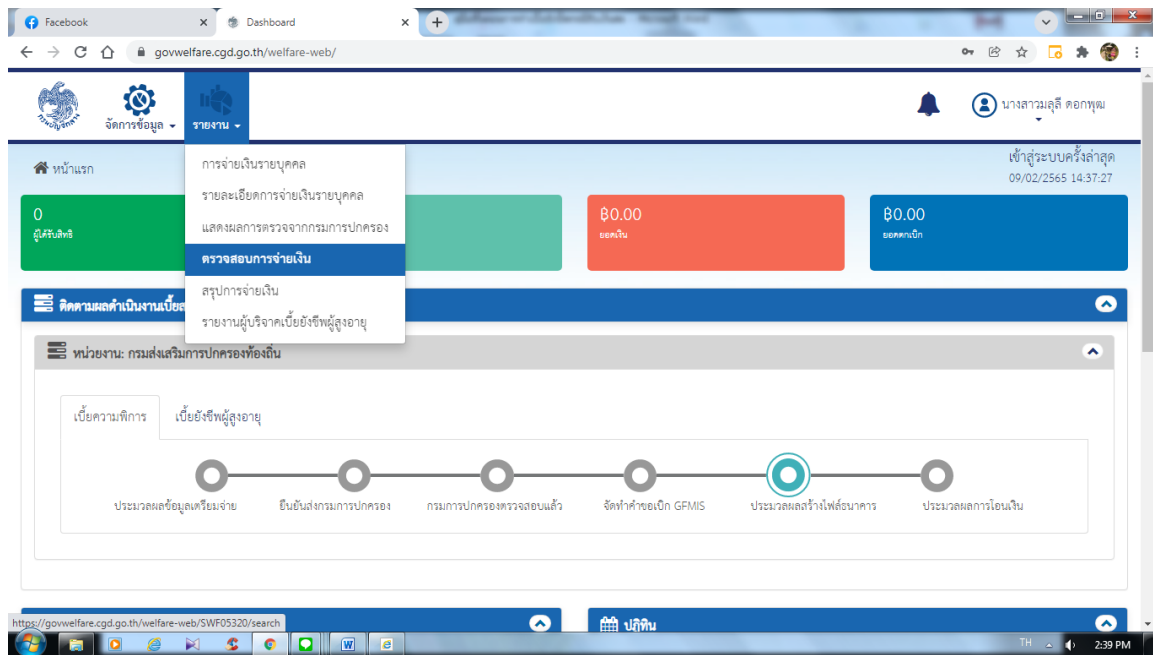 Facebook
Dashboard
govwelfare.cgd.go.th/welfare-web/
กรมบัญชีกลาง
จัดการข้อมูล
รายงาน
นางสาวมลุลี ดอกพุฒ
หน้าแรก
เข้าสู่ระบบครั้งล่าสุด
09/02/2565 14:37:27
การจ่ายเงินรายบุคคล
รายละเอียดการจ่ายเงินรายบุคคล
แสดงผลการตรวจจากกรมการปกครอง
ตรวจสอบการจ่ายเงิน
สรุปการจ่ายเงิน
รายงานผู้บริจาคเบี้ยยังชีพผู้สูงอายุ
0
ผู้ได้รับสิทธิ
฿0.00
ยอดเงิน
฿0.00
ยอดตกเบิก
ติดตามผลดำเนินงานเบี้ยส
หน่วยงาน: กรมส่งเสริมการปกครองท้องถิ่น
เบี้ยความพิการ
เบี้ยยังชีพผู้สูงอายุ
ประมวลผลข้อมูลเตรียมจ่าย
ยืนยันส่งกรมการปกครอง
กรมการปกครองตรวจสอบแล้ว
จัดทำคำขอเบิก GFMIS
ประมวลผลสร้างไฟล์ธนาคาร
ประมวลผลการโอนเงิน
ปฏิทิน
https://govwelfare.cgd.go.th/welfare-web/SWF05320/search
TH
2:39 PM